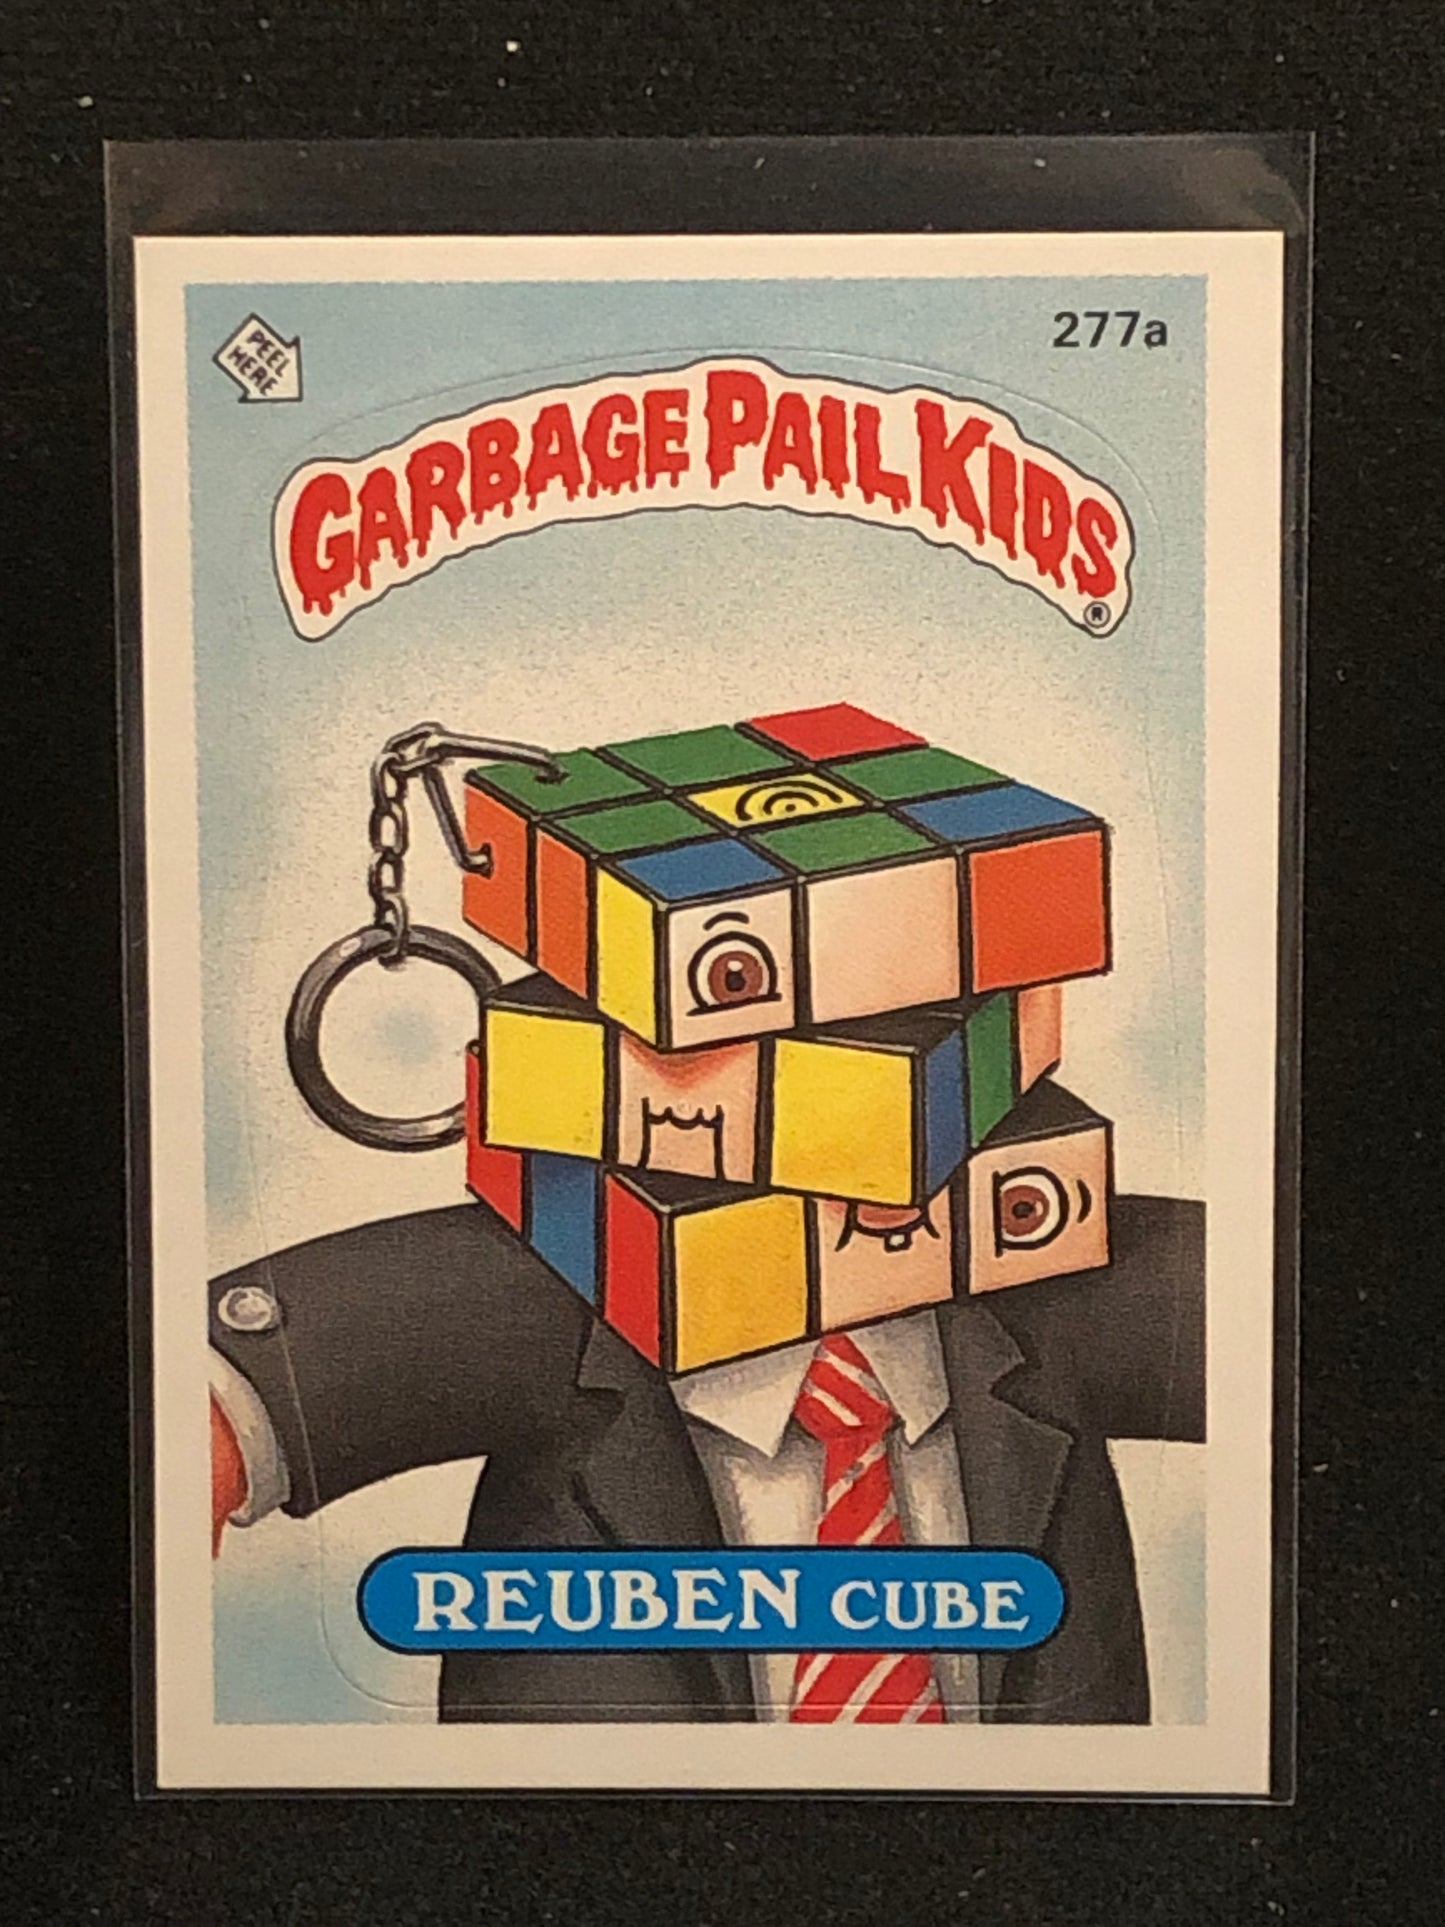 PEEL
HERE
277a
GARBAGE PAIL KIDS
®
REUBEN CUBE